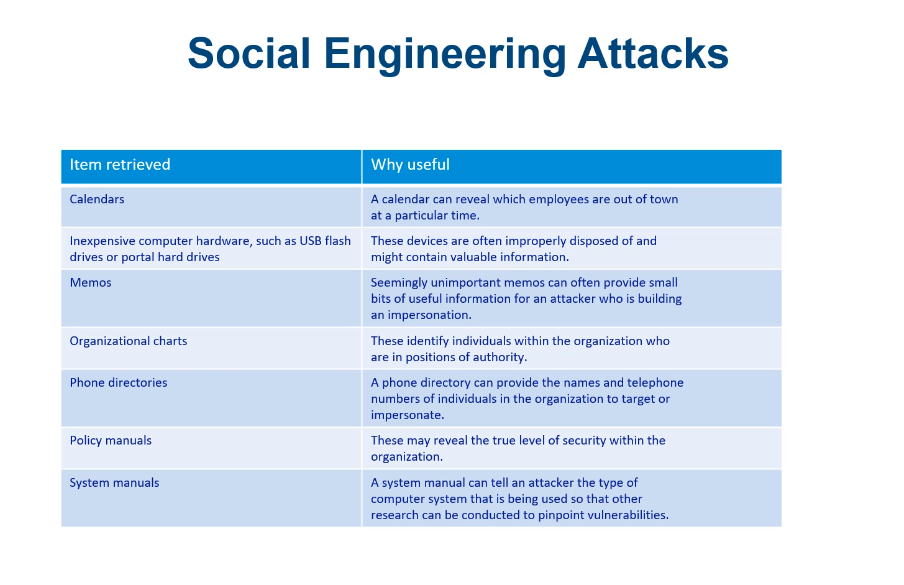 Social Engineering Attacks
Item retrieved
Why useful
Calendars
A calendar can reveal which employees are out of town
at a particular time.
Inexpensive computer hardware, such as USB flash
drives or portal hard drives
These devices are often improperly disposed of and
might contain valuable information.
Memos
Seemingly unimportant memos can often provide small
bits of useful information for an attacker who is building
an impersonation.
Organizational charts
These identify individuals within the organization who
are in positions of authority.
Phone directories
A phone directory can provide the names and telephone
numbers of individuals in the organization to target or
impersonate.
Policy manuals
These may reveal the true level of security within the
organization.
System manuals
A system manual can tell an attacker the type of
computer system that is being used so that other
research can be conducted to pinpoint vulnerabilities.